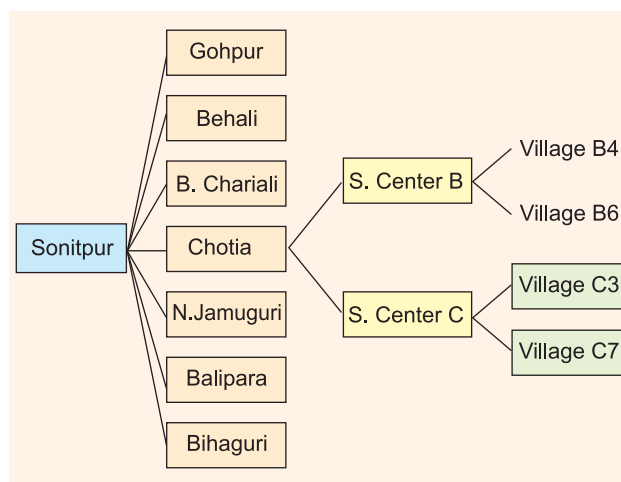 Gohpur
Behali
B. Chariali
Sonitpur
Chotia
N.Jamuguri
Balipara
Bihaguri
S. Center B
S. Center C
Village B4
Village B6
Village C3
Village C7